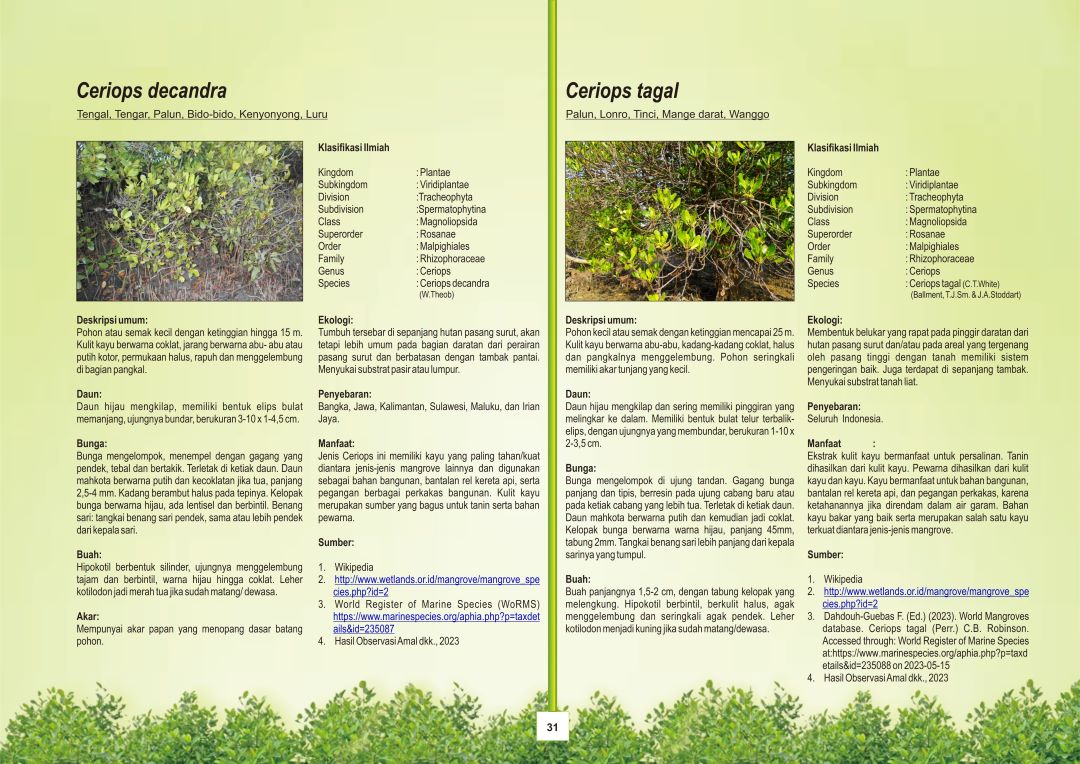 Ceriops decandra
Tengal, Tengar, Palun, Bido-bido, Kenyonyong, Luru
Klasifikasi Ilmiah
Kingdom : Plantae
Subkingdom : Viridiplantae
Division :Tracheophyta
Subdivision :Spermatophytina
Class : Magnoliopsida
Superorder : Rosanae
Order : Malpighiales
Family : Rhizophoraceae
Genus : Ceriops
Species : Ceriops decandra
(W.Theob)
Deskripsi umum:
Pohon atau semak kecil dengan ketinggian hingga 15 m.
Kulit kayu berwarna coklat, jarang berwarna abu- abu atau
putih kotor, permukaan halus, rapuh dan menggelembung
di bagian pangkal.
Daun:
Daun hijau mengkilap, memiliki bentuk elips bulat
memanjang, ujungnya bundar, berukuran 3-10 x 1-4,5 cm.
Bunga:
Bunga mengelompok, menempel dengan gagang yang
pendek, tebal dan bertakik. Terletak di ketiak daun. Daun
mahkota berwarna putih dan kecoklatan jika tua, panjang
2,5-4 mm. Kadang berambut halus pada tepinya. Kelopak
bunga berwarna hijau, ada lentisel dan berbintil. Benang
sari: tangkai benang sari pendek, sama atau lebih pendek
dari kepala sari.
Buah:
Hipokotil berbentuk silinder, ujungnya menggelembung
tajam dan berbintil, warna hijau hingga coklat. Leher
kotilodon jadi merah tua jika sudah matang/ dewasa.
Akar:
Mempunyai akar papan yang menopang dasar batang
pohon.
Ekologi:
Tumbuh tersebar di sepanjang hutan pasang surut, akan
tetapi lebih umum pada bagian daratan dari perairan
pasang surut dan berbatasan dengan tambak pantai.
Menyukai substrat pasir atau lumpur.
Penyebaran:
Bangka, Jawa, Kalimantan, Sulawesi, Maluku, dan Irian
Jaya.
Manfaat:
Jenis Ceriops ini memiliki kayu yang paling tahan/kuat
diantara jenis-jenis mangrove lainnya dan digunakan
sebagai bahan bangunan, bantalan rel kereta api, serta
pegangan berbagai perkakas bangunan. Kulit kayu
merupakan sumber yang bagus untuk tanin serta bahan
pewarna.
Sumber:
1. Wikipedia
2. http://www.wetlands.or.id/mangrove/mangrove_spe
cies.php?id=2
3. World Register of Marine Species (WoRMS)
https://www.marinespecies.org/aphia.php?p=taxdet
ails&id=235087
4. Hasil Observasi Amal dkk., 2023
Ceriops tagal
Palun, Lonro, Tinci, Mange darat, Wanggo
Klasifikasi Ilmiah
Kingdom : Plantae
Subkingdom : Viridiplantae
Division : Tracheophyta
Subdivision : Spermatophytina
Class : Magnoliopsida
Superorder : Rosanae
Order : Malpighiales
Family : Rhizophoraceae
Genus : Ceriops
Species : Ceriops tagal (C.T.White)
(Ballment, T.J.Sm. & J.A.Stoddart)
Deskripsi umum:
Pohon kecil atau semak dengan ketinggian mencapai 25 m.
Kulit kayu berwarna abu-abu, kadang-kadang coklat, halus
dan pangkalnya menggelembung. Pohon seringkali
memiliki akar tunjang yang kecil.
Daun:
Daun hijau mengkilap dan sering memiliki pinggiran yang
melingkar ke dalam. Memiliki bentuk bulat telur terbalik-
elips, dengan ujungnya yang membundar, berukuran 1-10 x
2-3,5 cm.
Bunga:
Bunga mengelompok di ujung tandan. Gagang bunga
panjang dan tipis, berresin pada ujung cabang baru atau
pada ketiak cabang yang lebih tua. Terletak di ketiak daun.
Daun mahkota berwarna putih dan kemudian jadi coklat.
Kelopak bunga berwarna warna hijau, panjang 45mm,
tabung 2mm. Tangkai benang sari lebih panjang dari kepala
sarinya yang tumpul.
Buah:
Buah panjangnya 1,5-2 cm, dengan tabung kelopak yang
melengkung. Hipokotil berbintil, berkulit halus, agak
menggelembung dan seringkali agak pendek. Leher
kotilodon menjadi kuning jika sudah matang/dewasa.
Ekologi:
Membentuk belukar yang rapat pada pinggir daratan dari
hutan pasang surut dan/atau pada areal yang tergenang
oleh pasang tinggi dengan tanah memiliki sistem
pengeringan baik. Juga terdapat di sepanjang tambak.
Menyukai substrat tanah liat.
Penyebaran:
Seluruh Indonesia.
Manfaat :
Ekstrak kulit kayu bermanfaat untuk persalinan. Tanin
dihasilkan dari kulit kayu. Pewarna dihasilkan dari kulit
kayu dan kayu. Kayu bermanfaat untuk bahan bangunan,
bantalan rel kereta api, dan pegangan perkakas, karena
ketahanannya jika direndam dalam air garam. Bahan
kayu bakar yang baik serta merupakan salah satu kayu
terkuat diantara jenis-jenis mangrove.
Sumber:
1. Wikipedia
2. http://www.wetlands.or.id/mangrove/mangrove_spe
cies.php?id=2
3. Dahdouh-Guebas F. (Ed.) (2023). World Mangroves
database. Ceriops tagal (Perr.) C.B. Robinson.
Accessed through: World Register of Marine Species
at:https://www.marinespecies.org/aphia.php?p=taxd
etails&id=235088 on 2023-05-15
4. Hasil Observasi Amal dkk., 2023
31